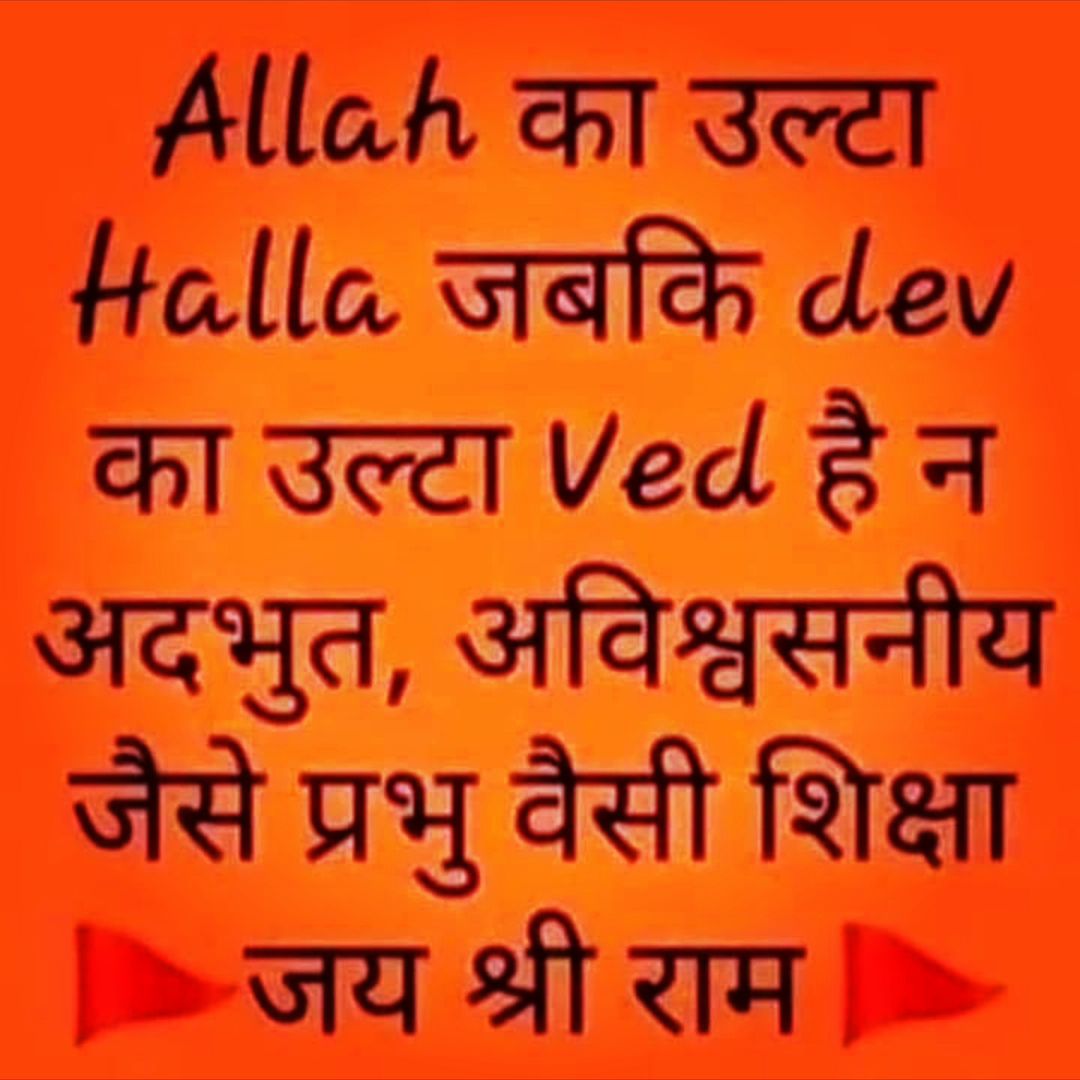 Allah का उल्टा
Halla जबकि dev
का उल्टा Ved है न
अदभुत, अविश्वसनीय
जैसे प्रभु वैसी शिक्षा
🚩जय श्री राम 🚩